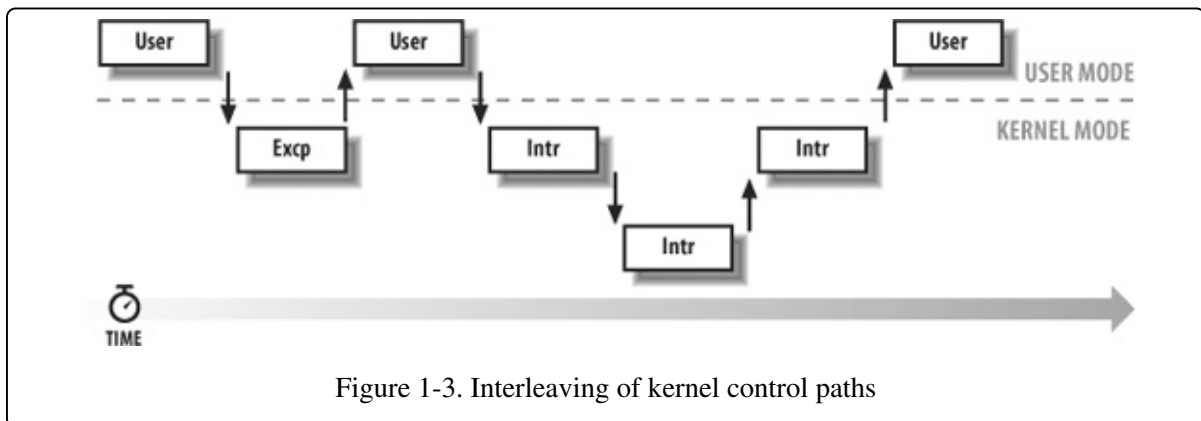 User
User
User
USER MODE
KERNEL MODE
Excp
Intr
Intr
Intr
TIME
Figure 1-3. Interleaving of kernel control paths